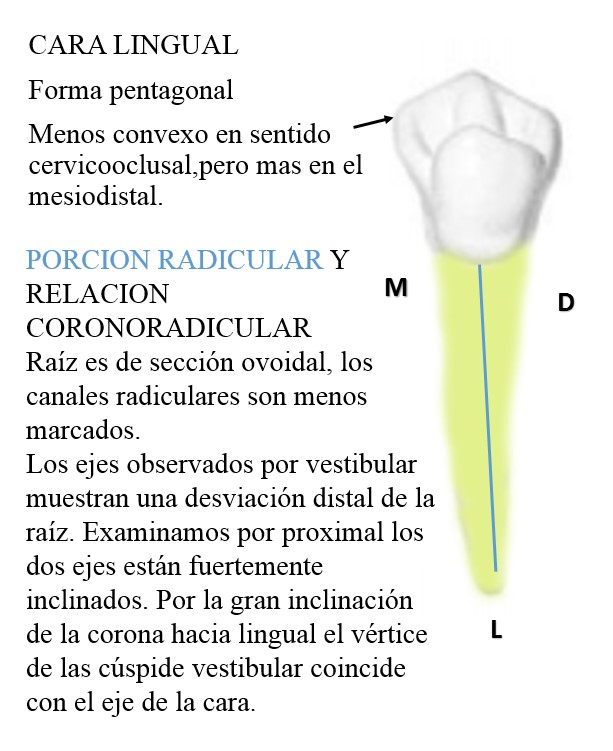 CARA LINGUAL
Forma pentagonal
Menos convexo en sentido
cervicooclusal,pero mas en el
mesiodistal.
PORCION RADICULAR Y
RELACION
CORONORADICULAR
Raíz es de sección ovoidal, los
canales radiculares son menos
marcados.
Los ejes observados por vestibular
muestran una desviación distal de la
raíz. Examinamos por proximal los
dos ejes están fuertemente
inclinados. Por la gran inclinación
de la corona hacia lingual el vértice
de las cúspide vestibular coincide
con el eje de la cara.
M
D
L